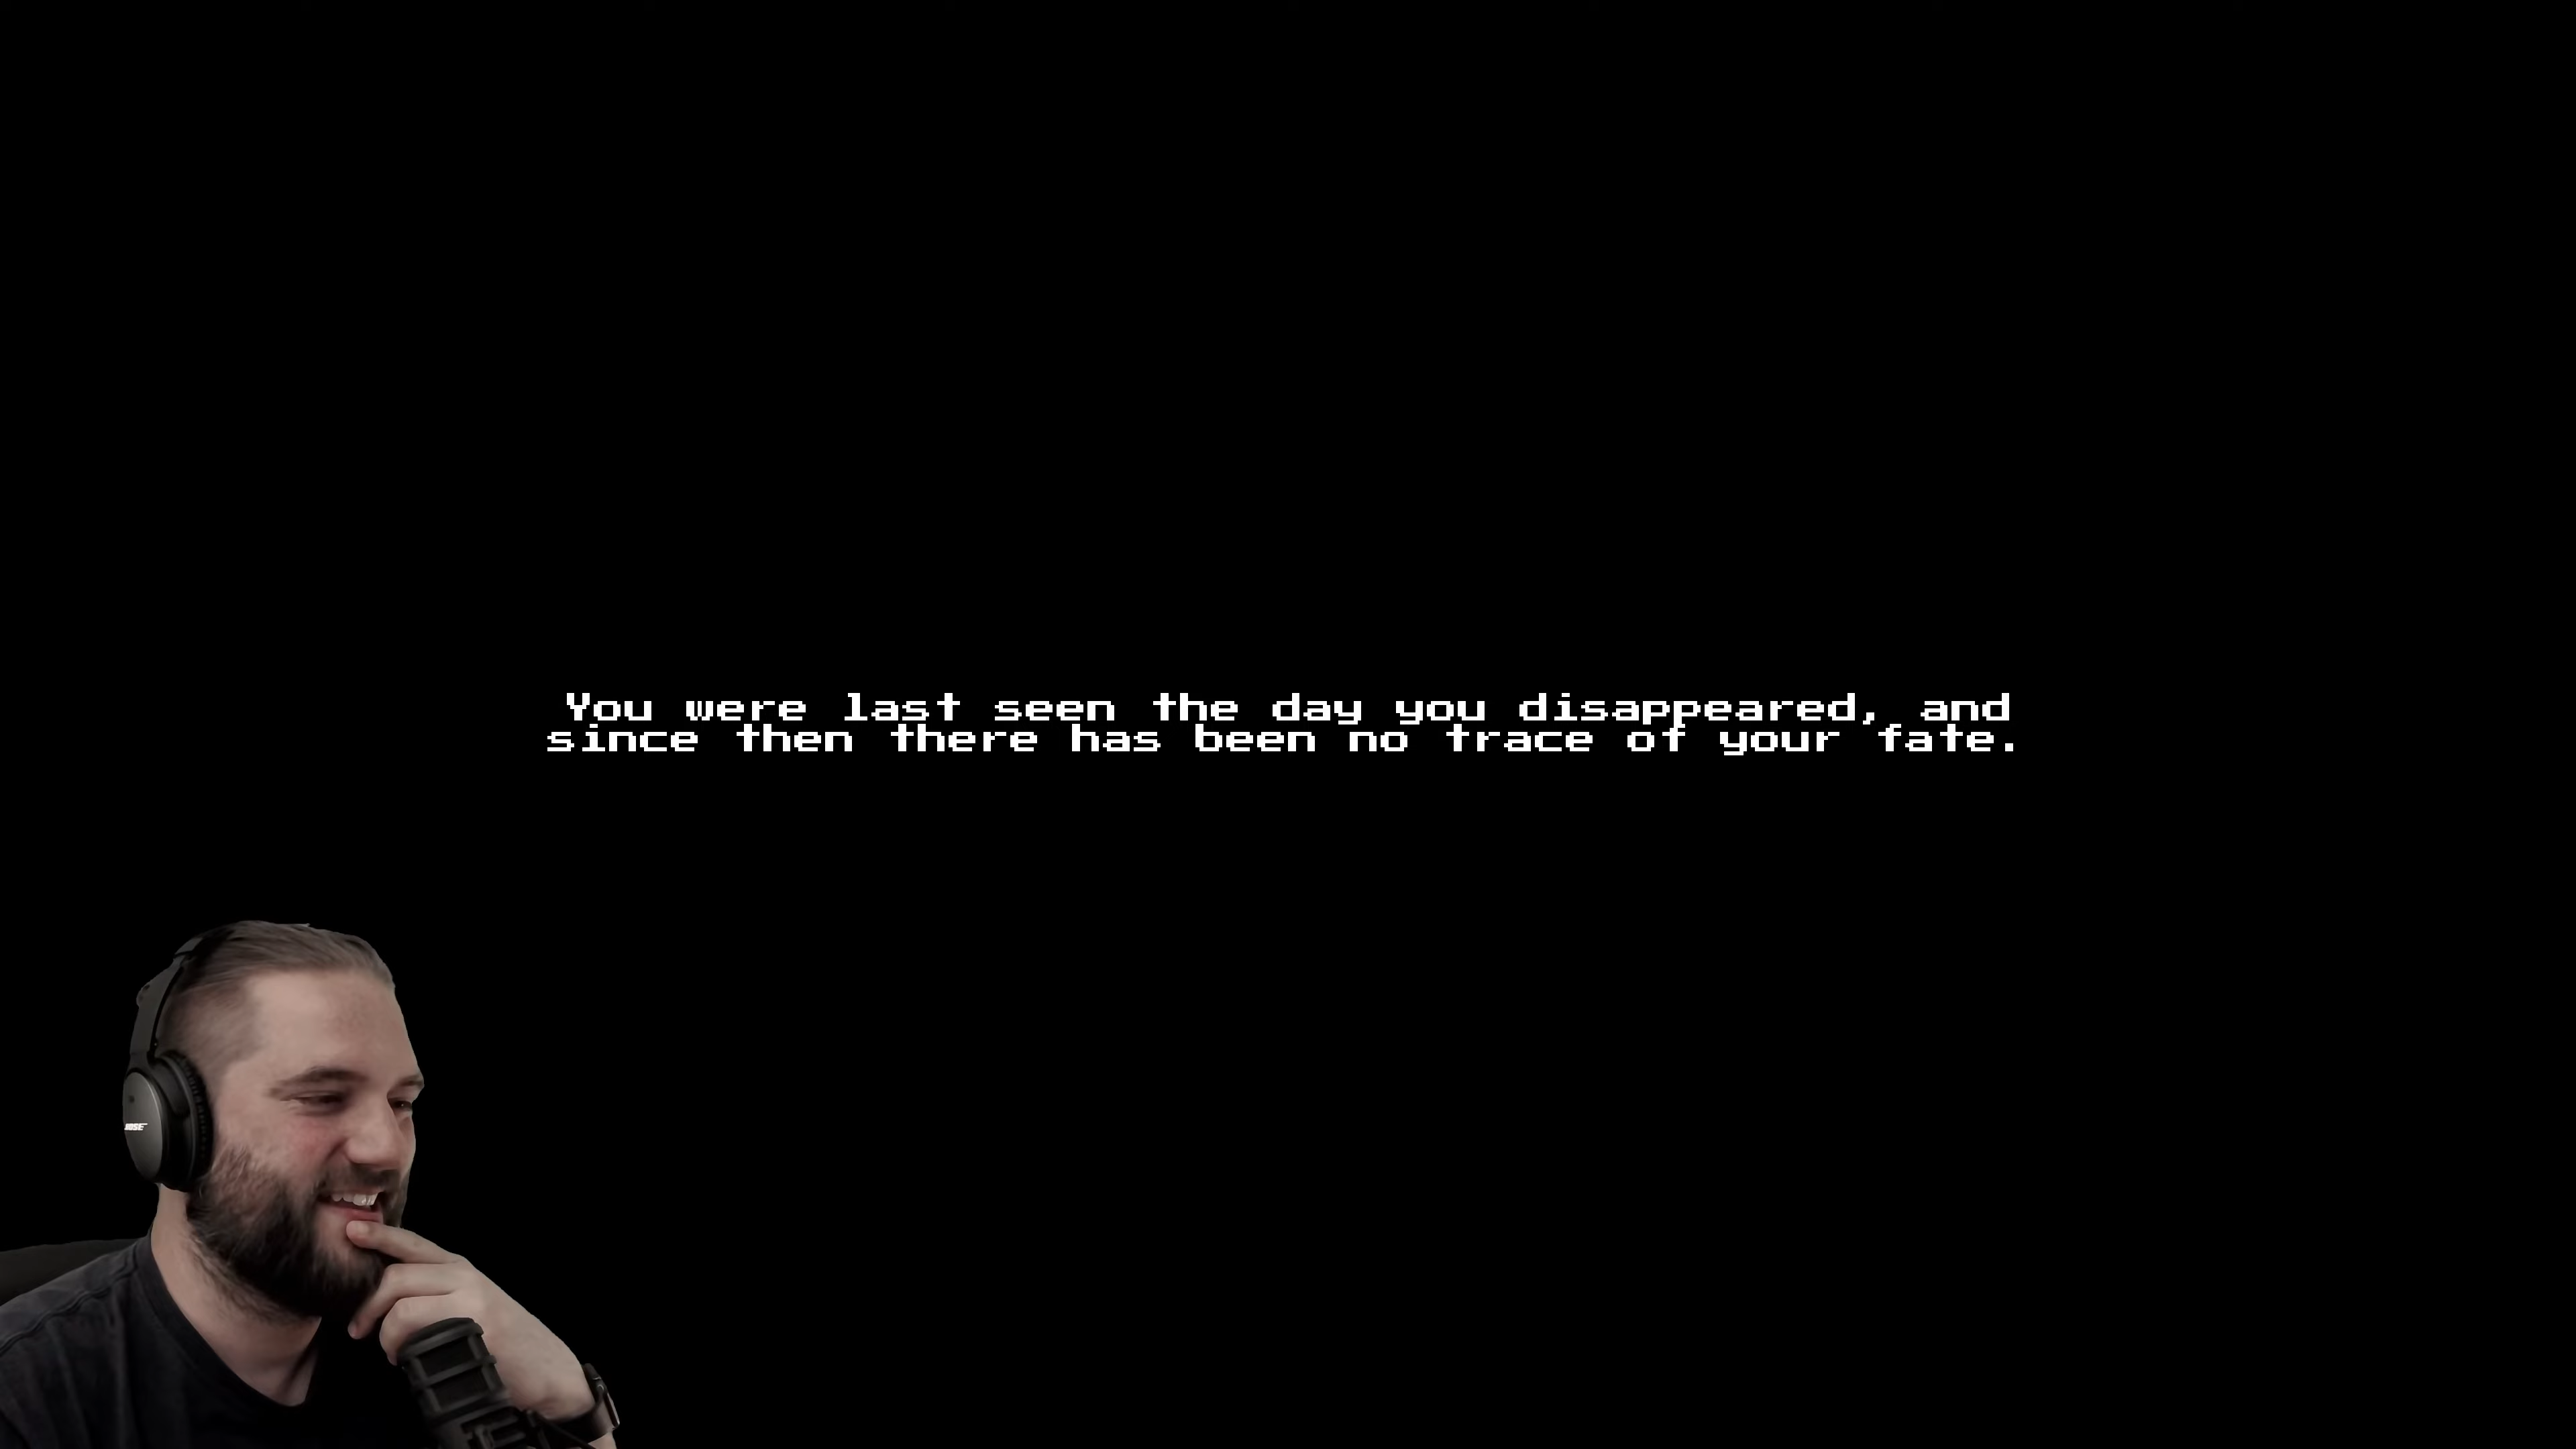 You were last seen the day you disappeared, and
since then there has been no trace of your fate.
BOSE